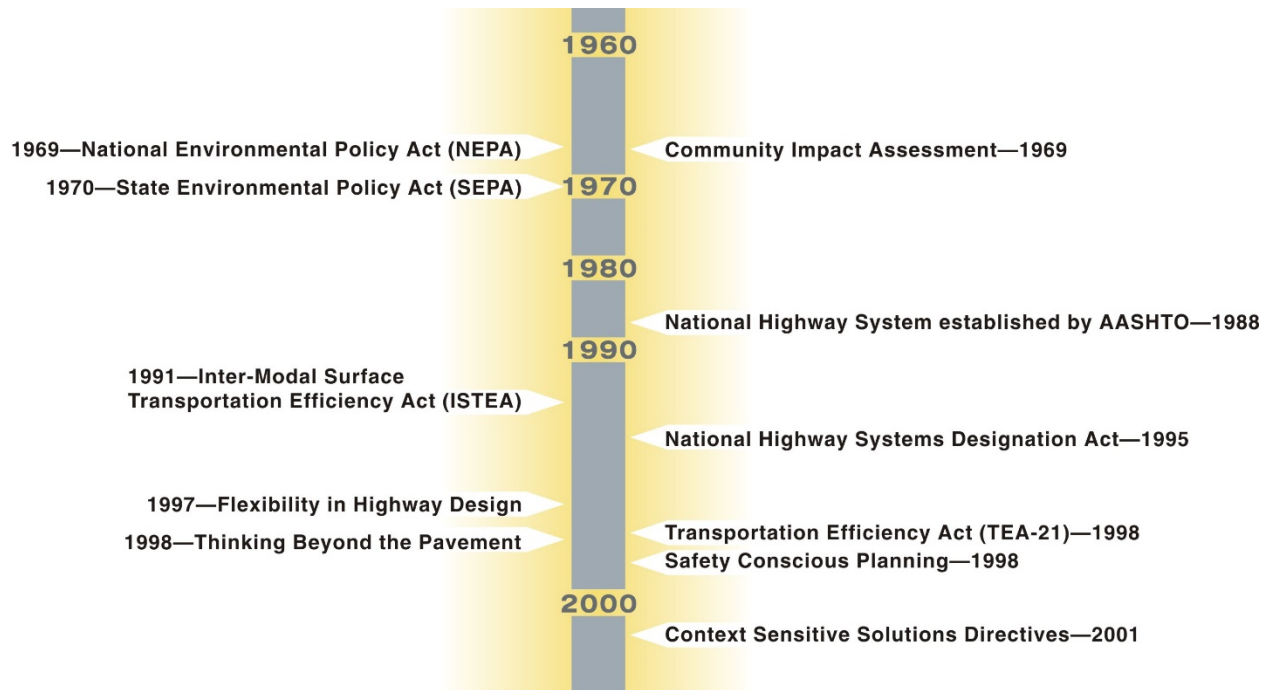 1960
1969—National Environmental Policy Act (NEPA)
Community Impact Assessment—1969
1970—State Environmental Policy Act (SEPA)
1970
1980
National Highway System established by AASHTO—1988
1990
1991—Inter-Modal Surface
Transportation Efficiency Act (ISTEA)
National Highway Systems Designation Act—1995
1997—Flexibility in Highway Design
Transportation Efficiency Act (TEA-21)—1998
1998—Thinking Beyond the Pavement
Safety Conscious Planning—1998
2000
Context Sensitive Solutions Directives—2001